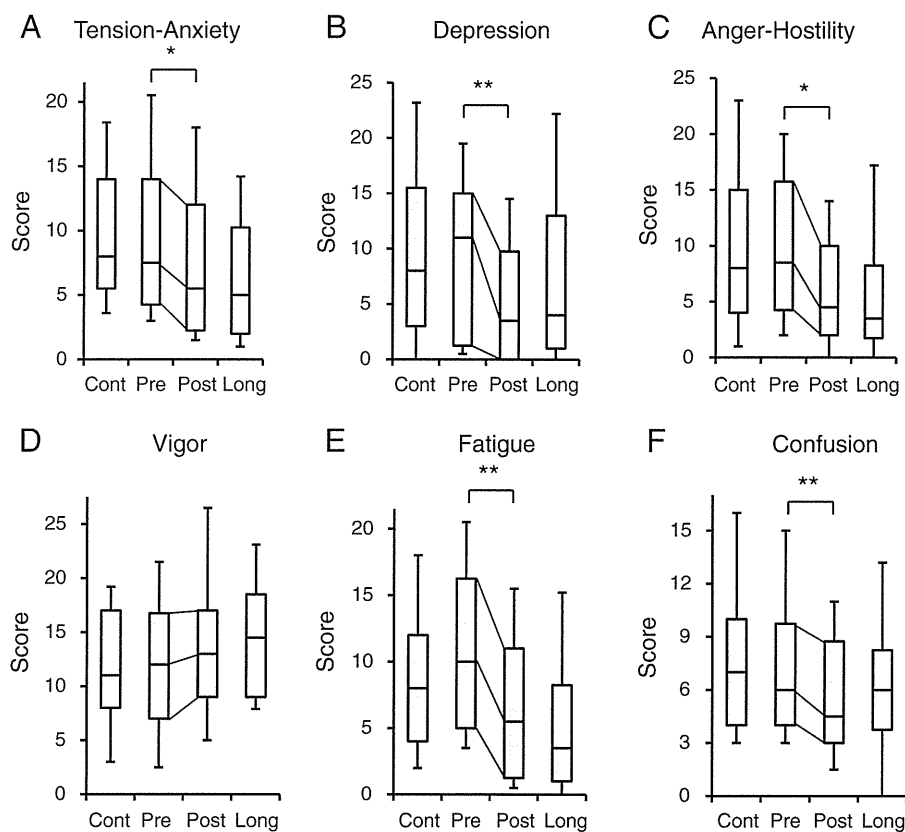 A Tension-Anxiety
*
Score
20
15
10
5
0
Cont Pre Post Long
B Depression
**
Score
25
20
15
10
5
0
Cont Pre Post Long
C Anger-Hostility
*
Score
25
20
15
10
5
0
Cont Pre Post Long
D Vigor
Score
25
20
15
10
5
0
Cont Pre Post Long
E Fatigue
**
Score
20
15
10
5
0
Cont Pre Post Long
F Confusion
**
Score
15
12
9
6
3
0
Cont Pre Post Long